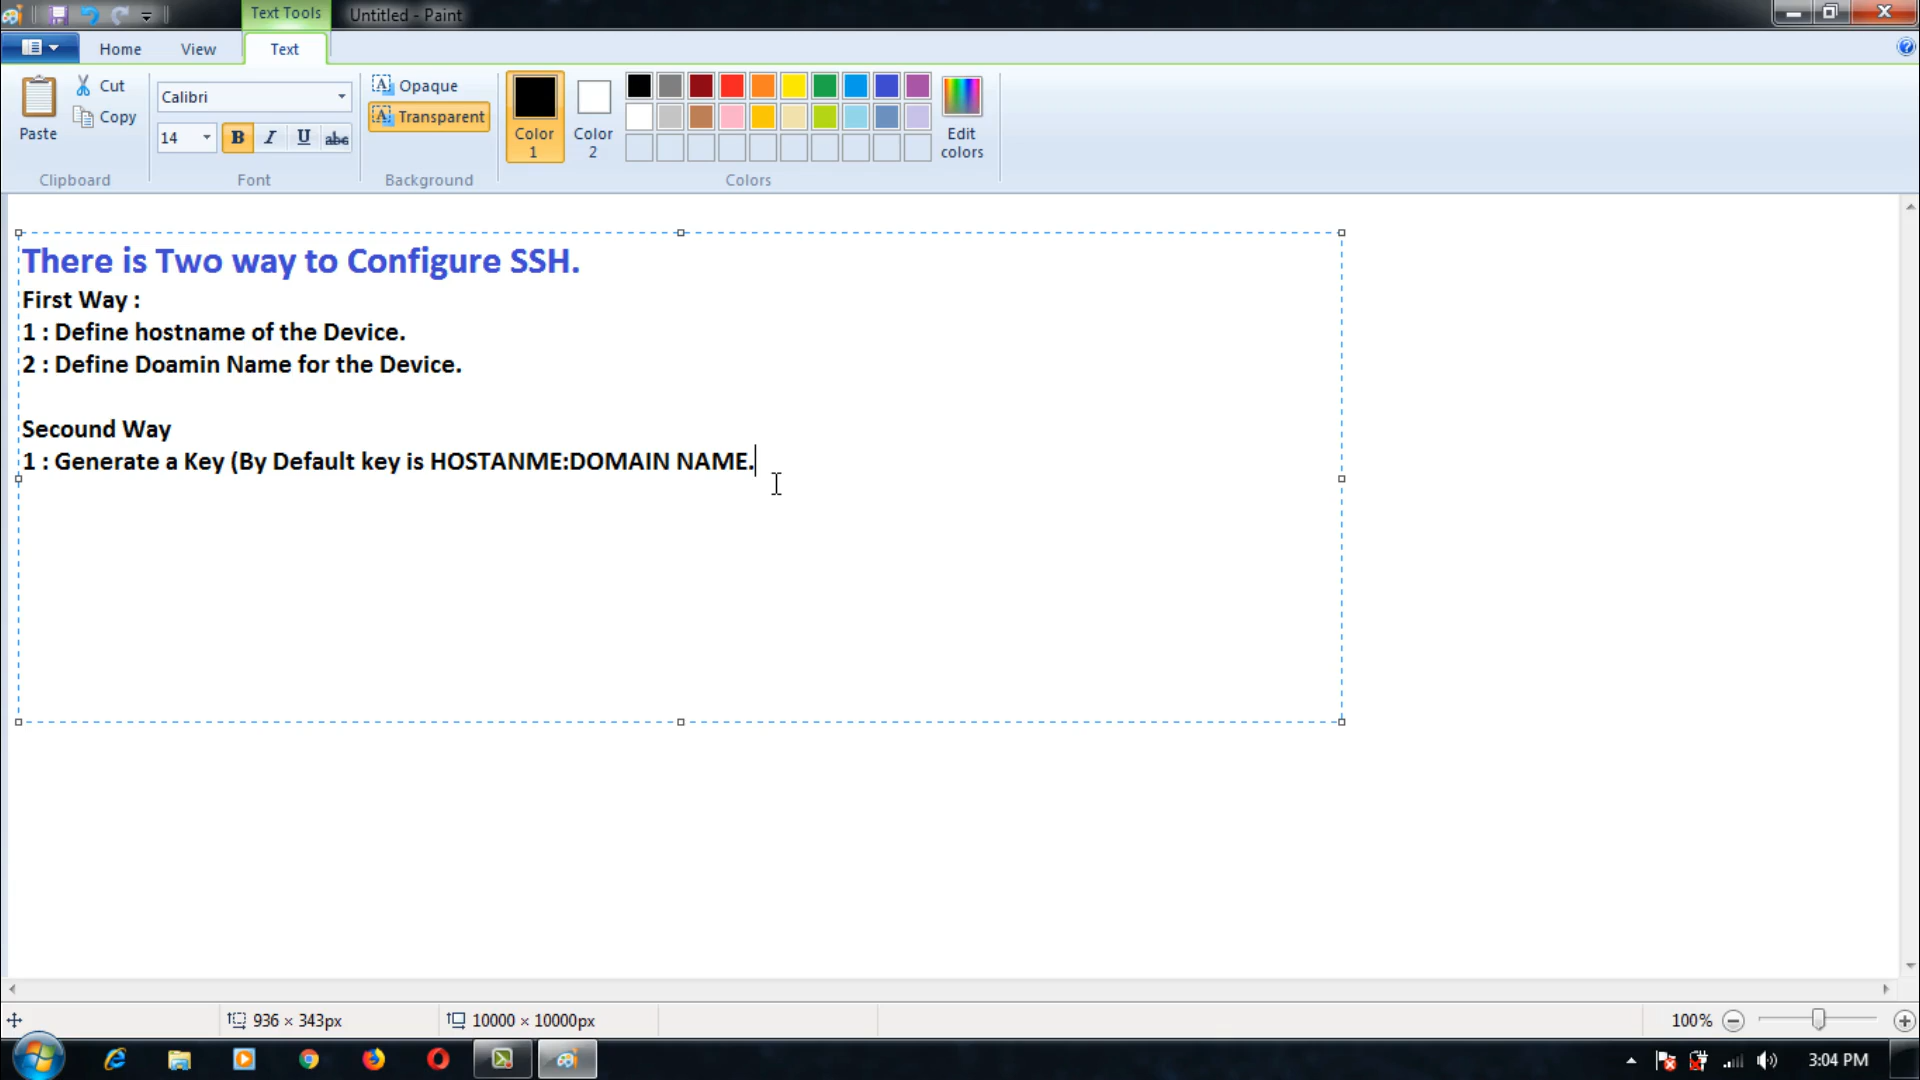 Text Tools
Untitled - Paint
Home
View
Text
Paste
Cut
Copy
Clipboard
Calibri
14
B
I
U
abc
Font
Opaque
Transparent
Background
Color 1
Color 2
Edit colors
Colors
There is Two way to Configure SSH.
First Way :
1 : Define hostname of the Device.
2 : Define Doamin Name for the Device.
Secound Way
1 : Generate a Key (By Default key is HOSTANME:DOMAIN NAME.
936 × 343px
10000 × 10000px
100%
3:04 PM